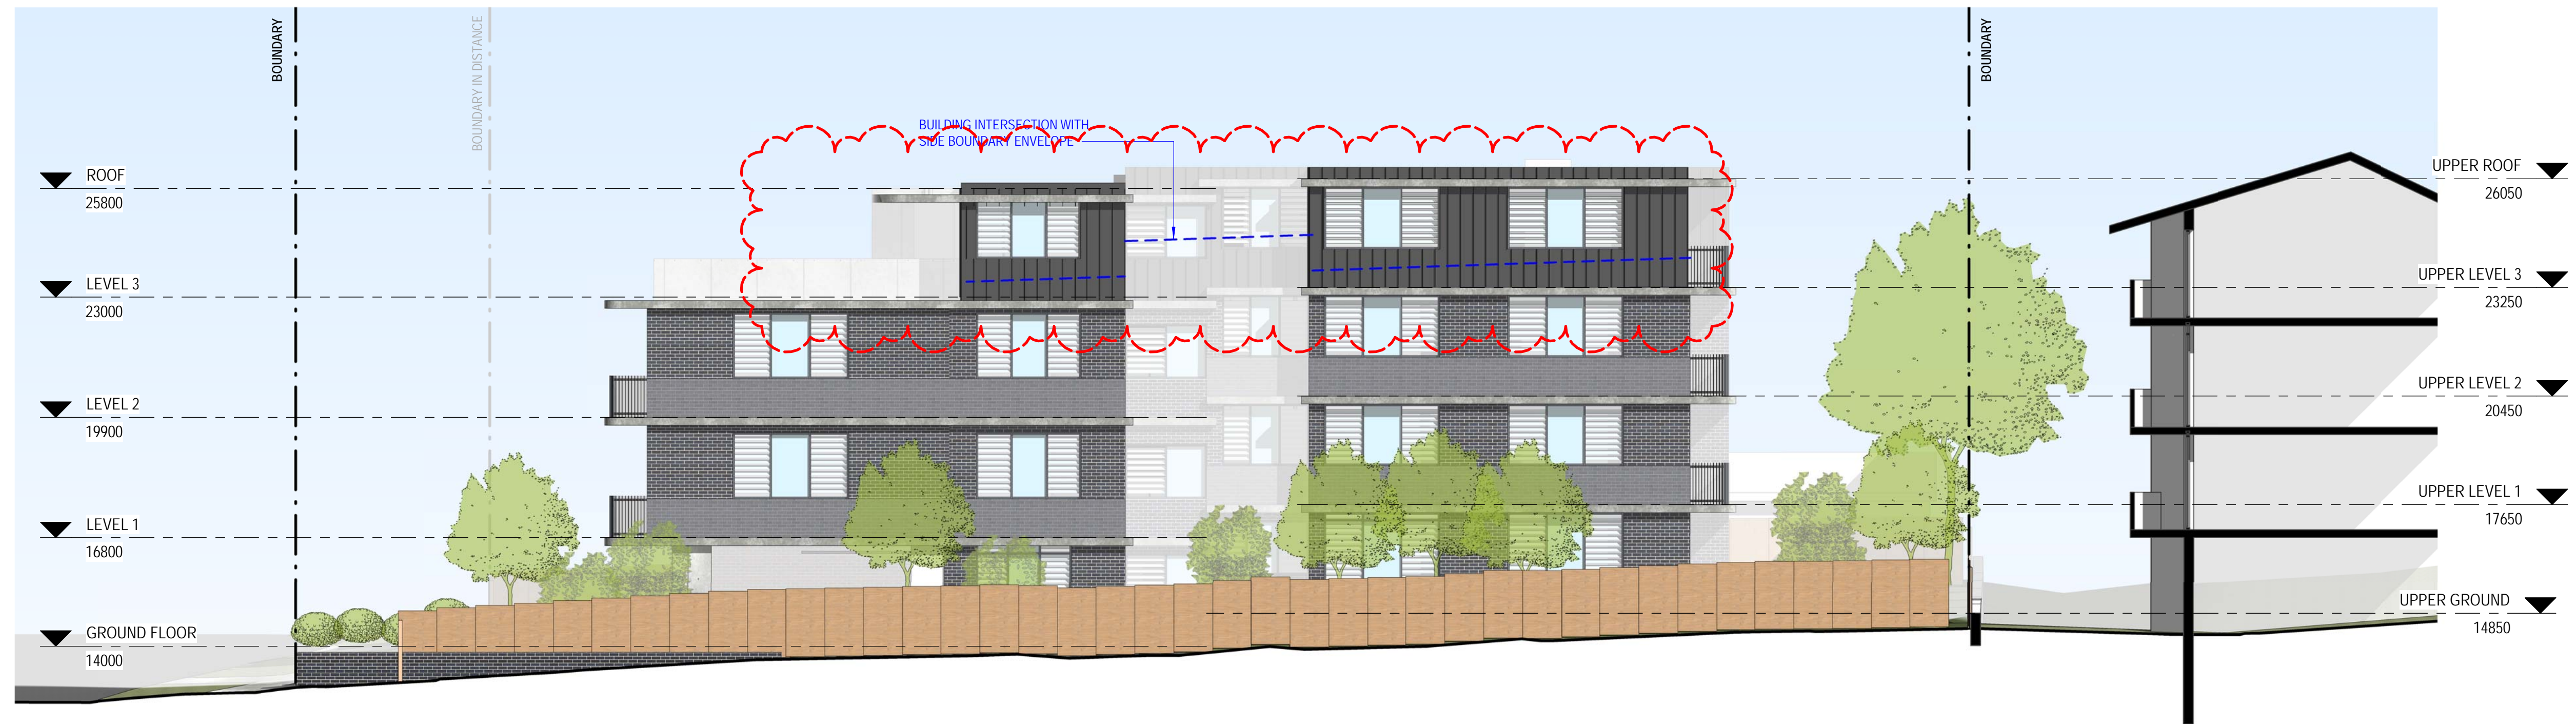 BOUNDARY
BOUNDARY IN DISTANCE
BOUNDARY
BUILDING INTERSECTION WITH
SIDE BOUNDARY ENVELOPE
ROOF
25800
LEVEL 3
23000
LEVEL 2
19900
LEVEL 1
16800
GROUND FLOOR
14000
UPPER ROOF
26050
UPPER LEVEL 3
23250
UPPER LEVEL 2
20450
UPPER LEVEL 1
17650
UPPER GROUND
14850